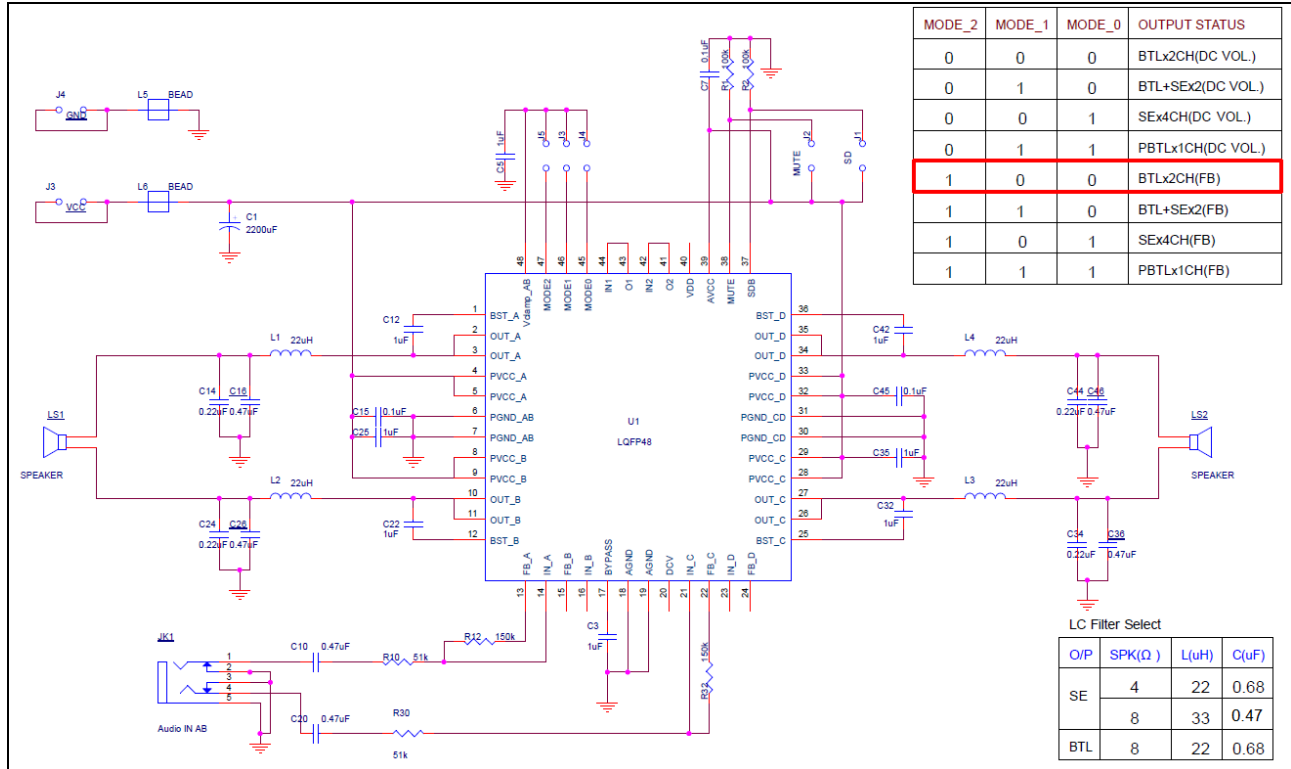 MODE_2 MODE_1 MODE_0 OUTPUT STATUS
0 0 0 BTLx2CH(DC VOL.)
0 1 0 BTL+SEx2(DC VOL.)
0 0 1 SEx4CH(DC VOL.)
0 1 1 PBTLx1CH(DC VOL.)
1 0 0 BTLx2CH(FB)
1 1 0 BTL+SEx2(FB)
1 0 1 SEx4CH(FB)
1 1 1 PBTLx1CH(FB)
J4
GND
L5 BEAD
J3
VCC
L6 BEAD
C1
2200uF
C5 1uF
J5
J3
J4
C7 0.1uF
R1 100k
R2 100k
J2
MUTE
J1
SD
48 47 46 45 44 43 42 41 40 39 38 37
Vdamp_AB MODE2 MODE1 MODE0 IN1 O1 IN2 O2 VDD AVCC MUTE SDB
1 BST_A
2 OUT_A
3 OUT_A
4 PVCC_A
5 PVCC_A
6 PGND_AB
7 PGND_AB
8 PVCC_B
9 PVCC_B
10 OUT_B
11 OUT_B
12 BST_B
U1
LQFP48
BST_D 36
OUT_D 35
OUT_D 34
PVCC_D 33
PVCC_D 32
PGND_CD 31
PGND_CD 30
PVCC_C 29
PVCC_C 28
OUT_C 27
OUT_C 26
BST_C 25
FB_A IN_A FB_B IN_B BYPASS AGND AGND DCV IN_C FB_C IN_D FB_D
13 14 15 16 17 18 19 20 21 22 23 24
C12
1uF
L1 22uH
C14 C16
0.22uF 0.47uF
LS1
SPEAKER
C15 0.1uF
C25 1uF
L2 22uH
C24 C26
0.22uF 0.47uF
C22
1uF
C42
1uF
L4 22uH
C45 0.1uF
C44 C46
0.22uF 0.47uF
LS2
SPEAKER
C35 1uF
L3 22uH
C32
1uF
C34 C36
0.22uF 0.47uF
JK1
1
2
3
4
5
Audio IN AB
C10 0.47uF
R10 51k
R12 150k
C3
1uF
R32 150k
C20 0.47uF
R30
51k
LC Filter Select
O/P SPK(Ω ) L(uH) C(uF)
SE 4 22 0.68
8 33 0.47
BTL 8 22 0.68